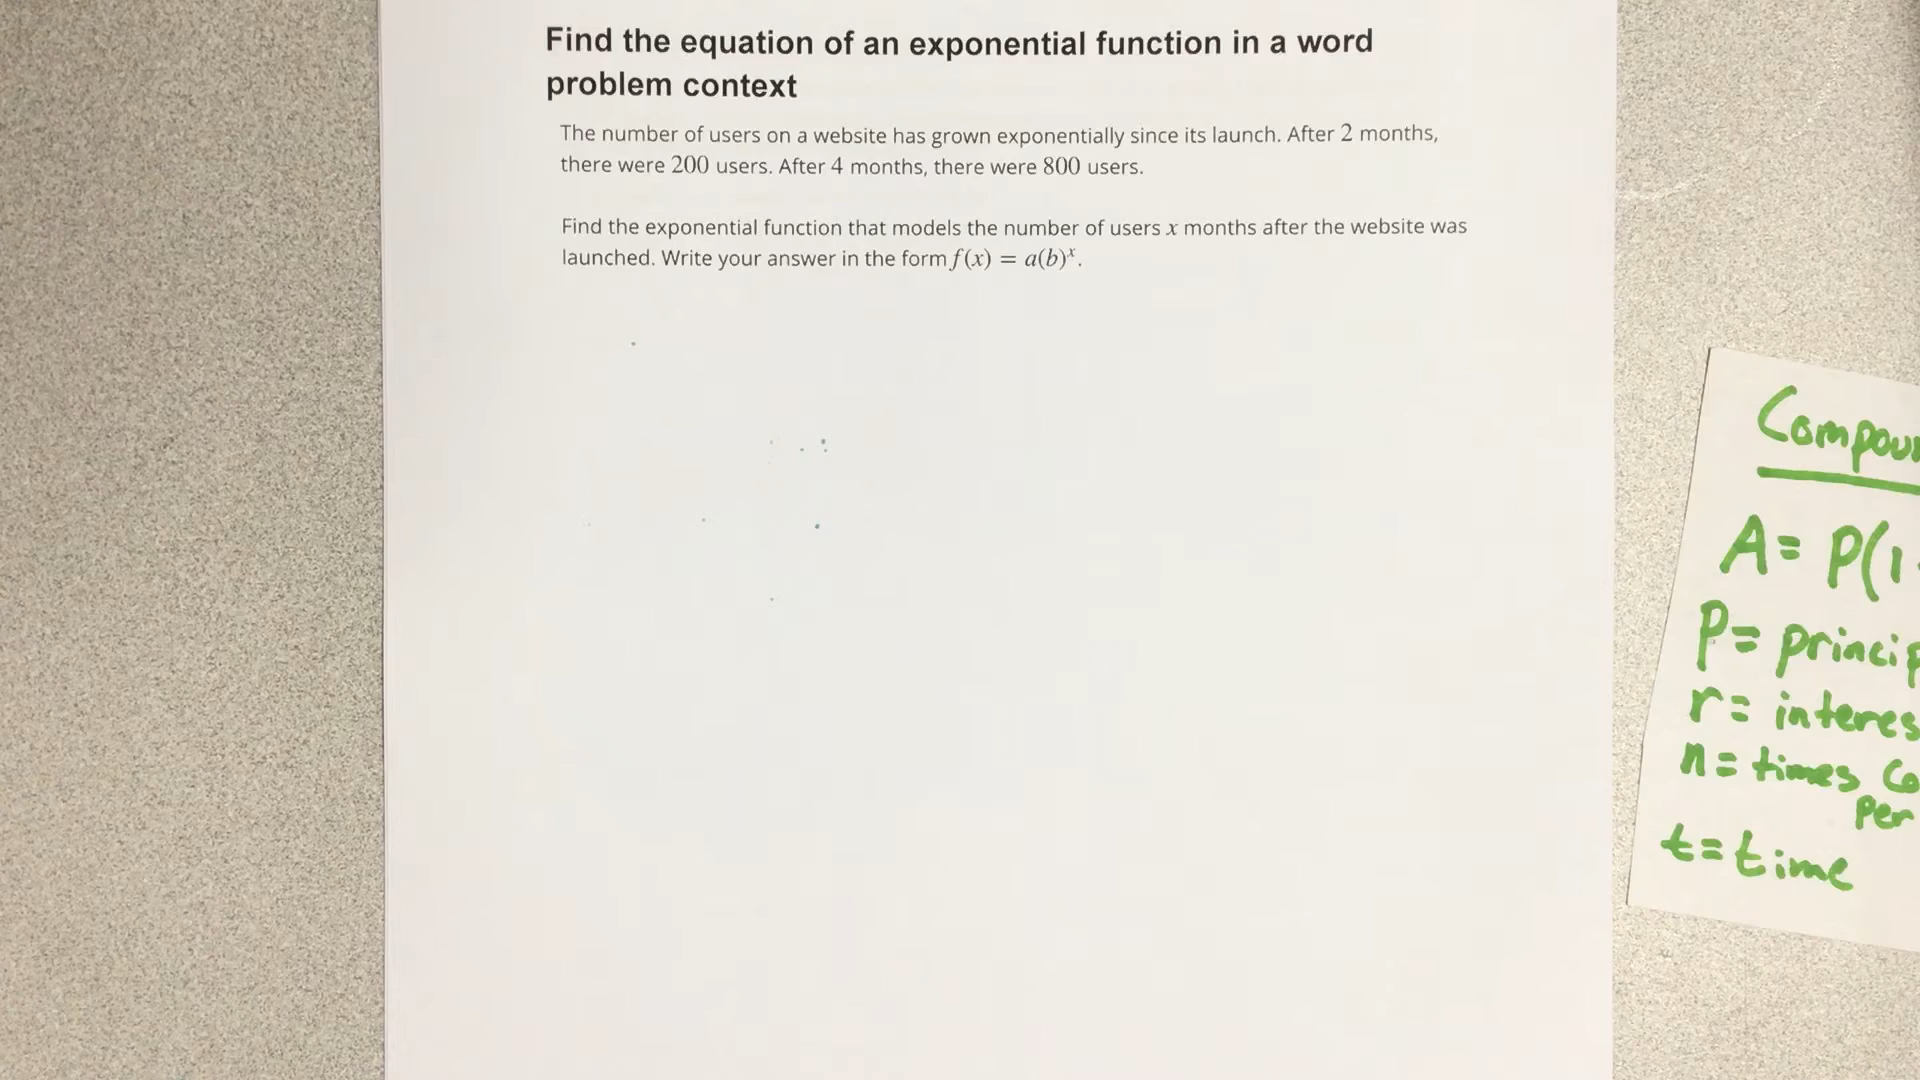 Find the equation of an exponential function in a word
problem context
The number of users on a website has grown exponentially since its launch. After 2 months,
there were 200 users. After 4 months, there were 800 users.
Find the exponential function that models the number of users x months after the website was
launched. Write your answer in the form f(x) = a(b)ˣ.
A= P(1
P=
r=
n= times
per
t=time